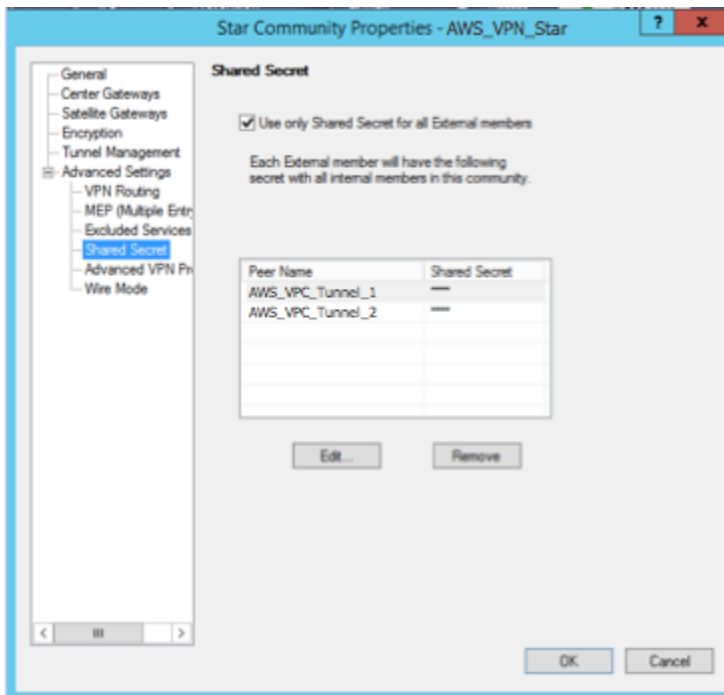 Star Community Properties - AWS_VPN_Star
?
x
General
Center Gateways
Satellite Gateways
Encryption
Tunnel Management
Advanced Settings
VPN Routing
MEP (Multiple Entry
Excluded Services
Shared Secret
Advanced VPN Pr
Wire Mode
Shared Secret
Use only Shared Secret for all External members
Each External member will have the following
secret with all internal members in this community.
Peer Name Shared Secret
AWS_VPC_Tunnel_1 ****
AWS_VPC_Tunnel_2 ****
Edit... Remove
OK Cancel